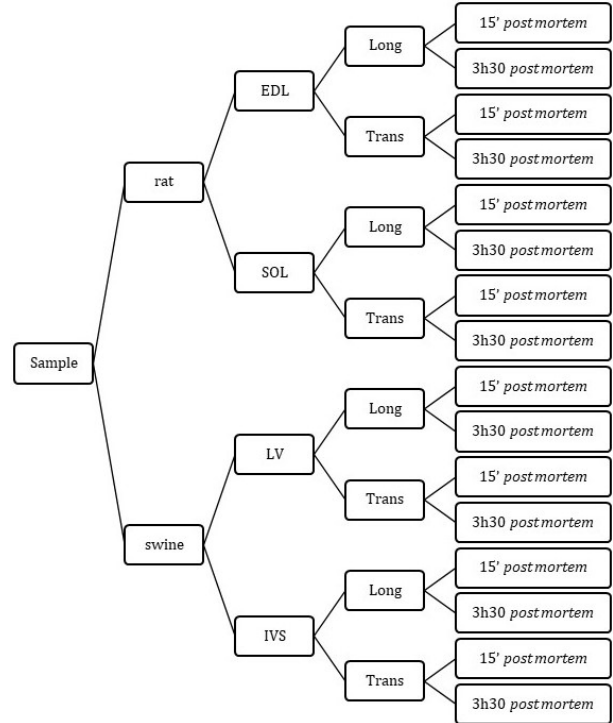 15' post mortem
Long
3h30 post mortem
EDL
15' post mortem
Trans
3h30 post mortem
rat
15' post mortem
Long
3h30 post mortem
SOL
15' post mortem
Trans
3h30 post mortem
Sample
15' post mortem
Long
3h30 post mortem
LV
15' post mortem
Trans
3h30 post mortem
swine
15' post mortem
Long
3h30 post mortem
IVS
15' post mortem
Trans
3h30 post mortem